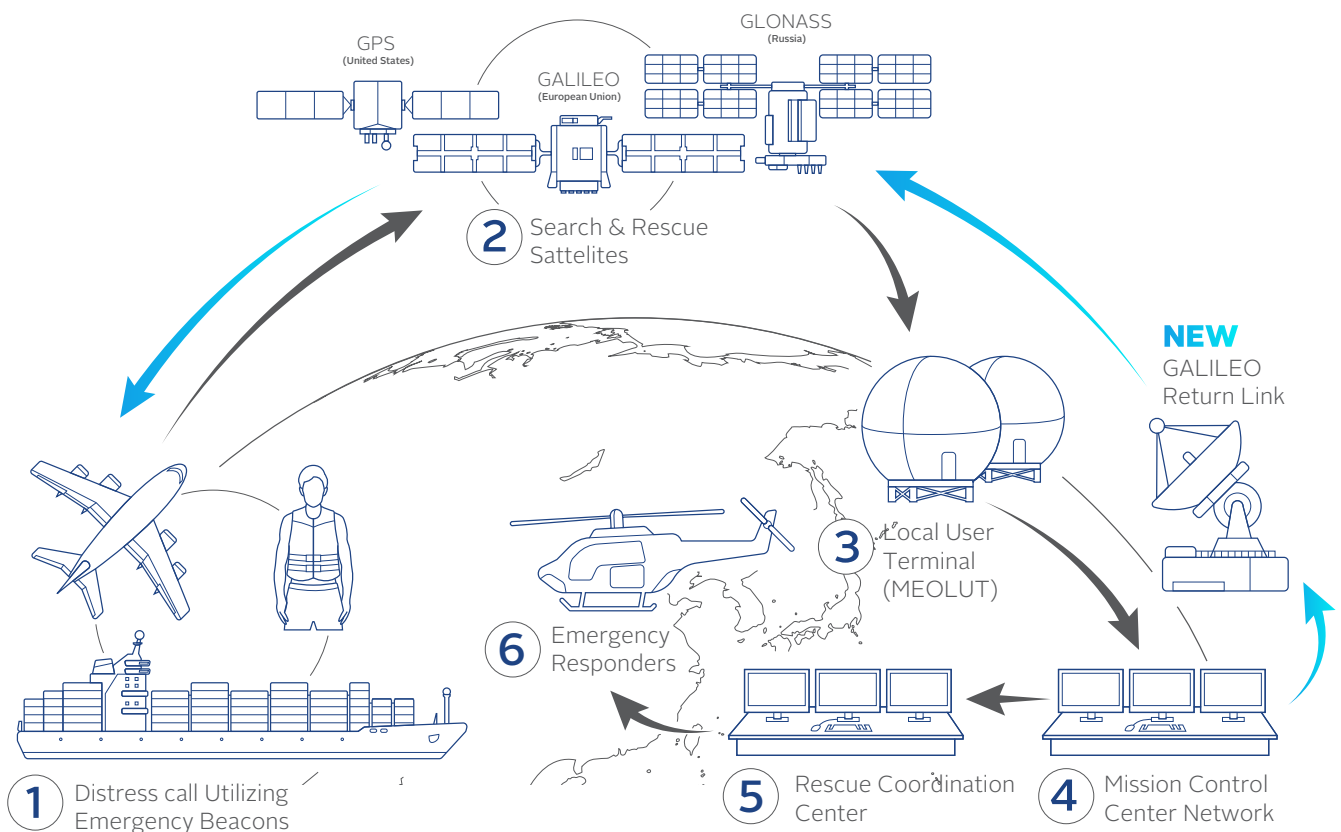 GPS
(United States)
GALILEO
(European Union)
GLONASS
(Russia)
2
Search & Rescue
Sattelites
NEW
GALILEO
Return Link
3
Local User
Terminal
(MEOLUT)
6
Emergency
Responders
1
Distress call Utilizing
Emergency Beacons
5
Rescue Coordination
Center
4
Mission Control
Center Network